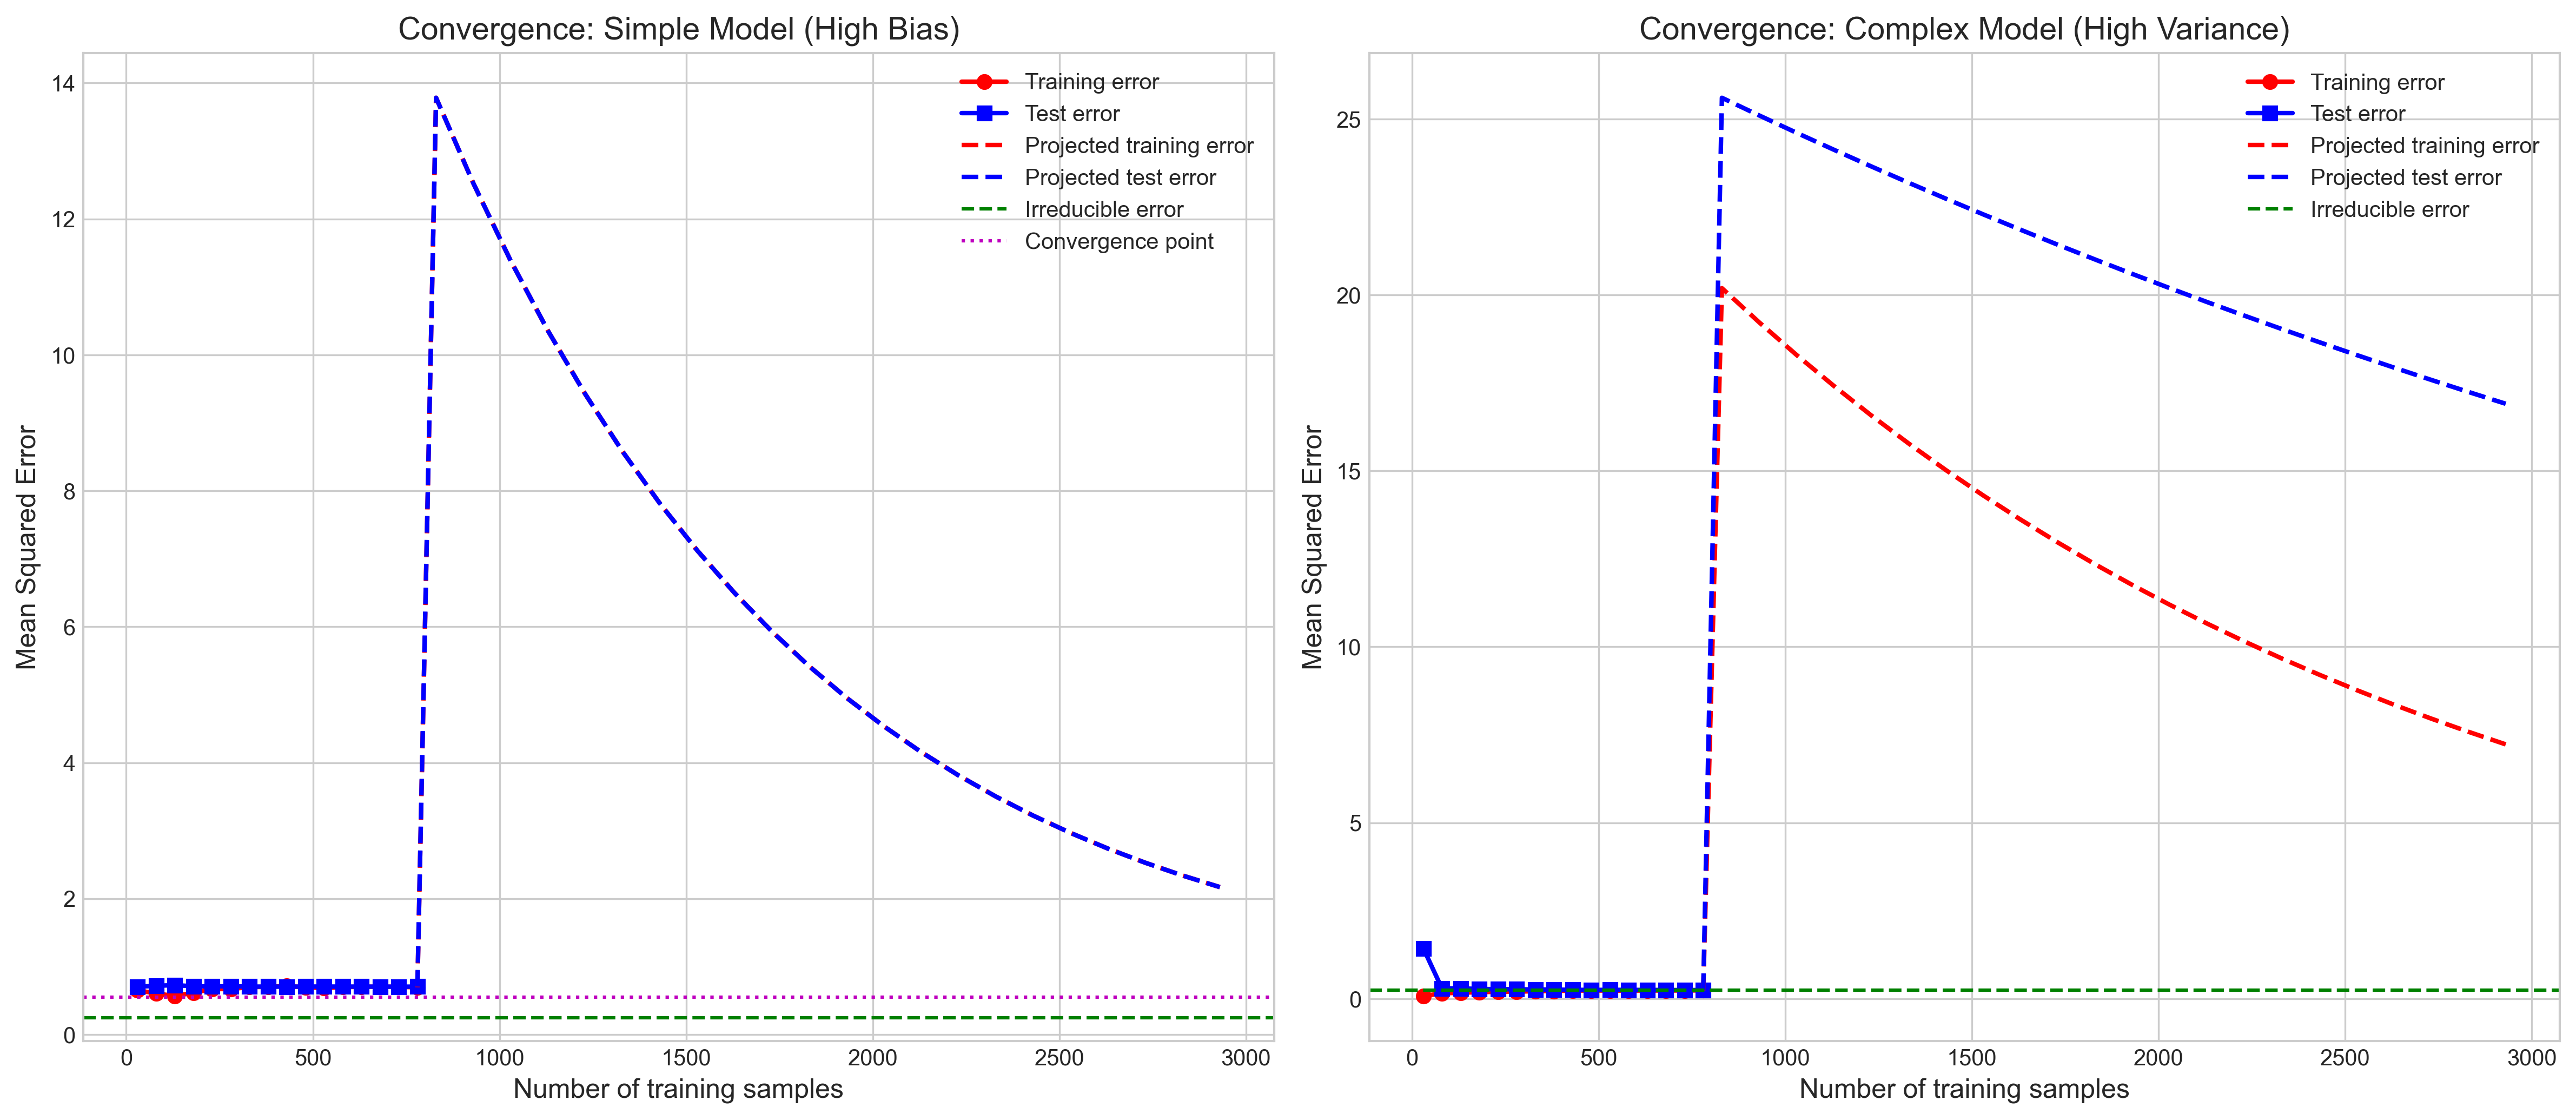 Convergence: Simple Model (High Bias)
14
12
10
8
6
4
2
0
Mean Squared Error
0 500 1000 1500 2000 2500 3000
Number of training samples
Training error
Test error
Projected training error
Projected test error
Irreducible error
Convergence point
Convergence: Complex Model (High Variance)
25
20
15
10
5
0
Mean Squared Error
0 500 1000 1500 2000 2500 3000
Number of training samples
Training error
Test error
Projected training error
Projected test error
Irreducible error